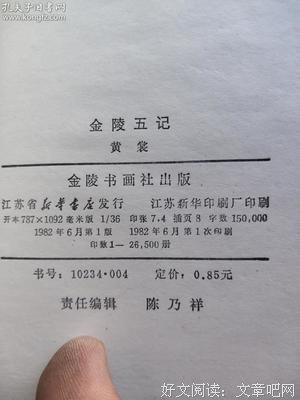 孔夫子旧书网
金陵五记
黄裳
金陵书画社出版
江苏省新华书店发行 江苏新华印刷厂印刷
开本787×1092毫米版 1/36 印张7.4 插页8 字数150,000
1982年6月第1版 1982年6月第1次印刷
印数1—26,500册
书号：10234·004 定价：0.85元
责任编辑 陈乃祥
好文阅读：文章吧网